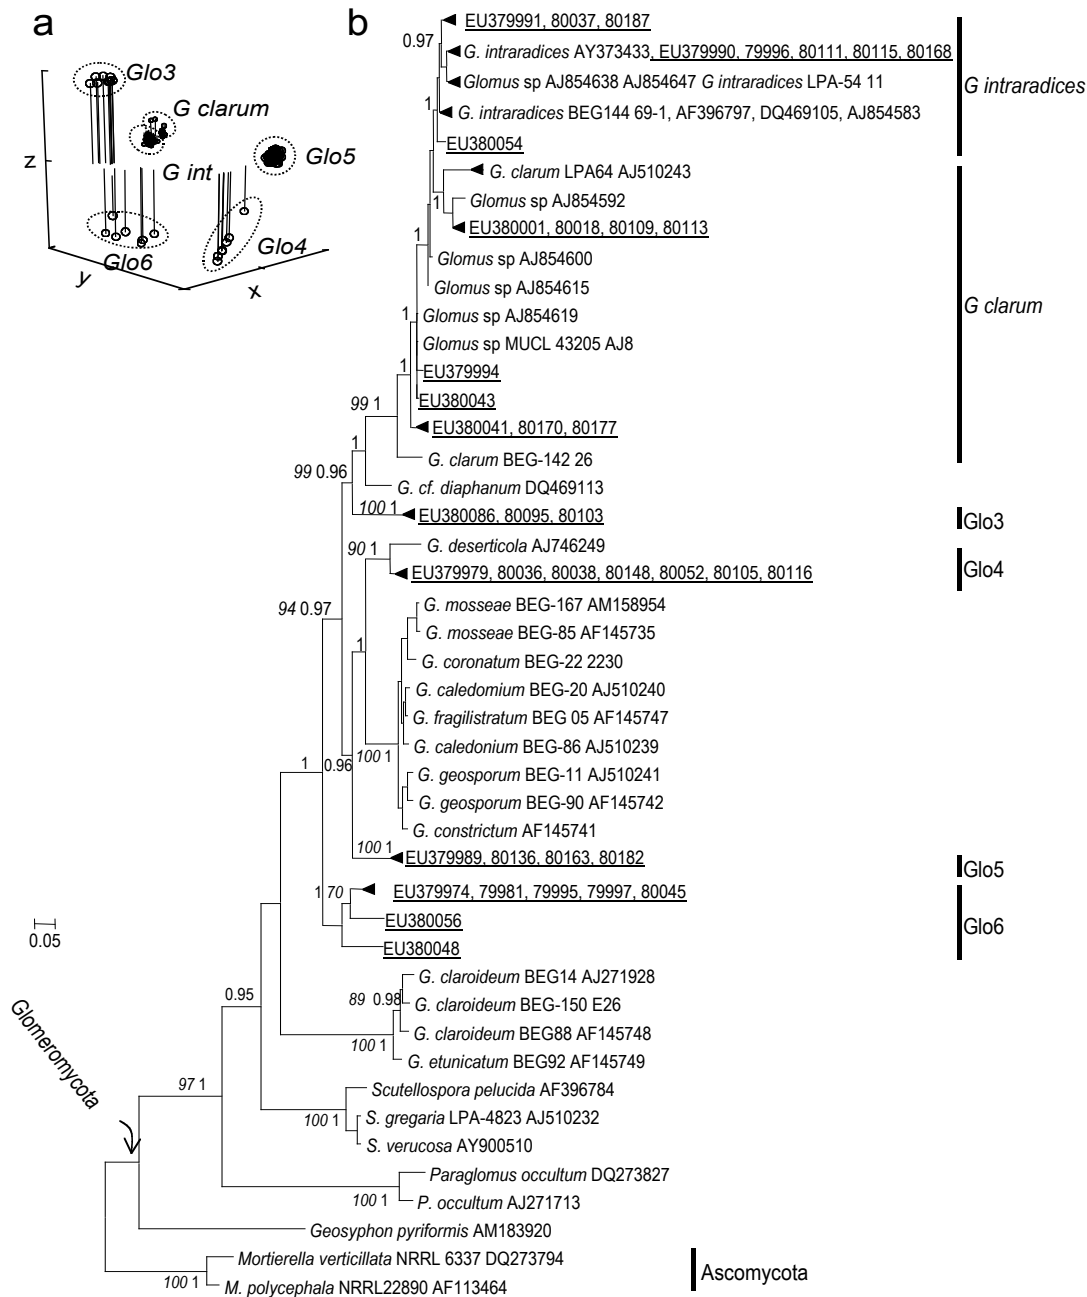 a
b
Glo3
G clarum
Glo5
z
G int
Glo6
Glo4
y
x
EU379991, 80037, 80187
0.97
G. intraradices AY373433, EU379990, 79996, 80111, 80115, 80168
Glomus sp AJ854638 AJ854647 G intraradices LPA-54 11
G intraradices
1
G. intraradices BEG144 69-1, AF396797, DQ469105, AJ854583
EU380054
G. clarum LPA64 AJ510243
1
Glomus sp AJ854592
EU380001, 80018, 80109, 80113
1
Glomus sp AJ854600
Glomus sp AJ854615
G clarum
1
Glomus sp AJ854619
Glomus sp MUCL 43205 AJ8
1
EU379994
EU380043
99 1
EU380041, 80170, 80177
1
G. clarum BEG-142 26
99 0.96
G. cf. diaphanum DQ469113
100 1
EU380086, 80095, 80103
Glo3
90 1
G. deserticola AJ746249
EU379979, 80036, 80038, 80148, 80052, 80105, 80116
Glo4
94 0.97
G. mosseae BEG-167 AM158954
G. mosseae BEG-85 AF145735
1
G. coronatum BEG-22 2230
G. caledomium BEG-20 AJ510240
G. fragilistratum BEG 05 AF145747
G. caledonium BEG-86 AJ510239
1
0.96
100 1
G. geosporum BEG-11 AJ510241
G. geosporum BEG-90 AF145742
G. constrictum AF145741
100 1
EU379989, 80136, 80163, 80182
Glo5
1 70
EU379974, 79981, 79995, 79997, 80045
EU380056
Glo6
EU380048
0.05
G. claroideum BEG14 AJ271928
0.95
89 0.98
G. claroideum BEG-150 E26
G. claroideum BEG88 AF145748
100 1
G. etunicatum BEG92 AF145749
Glomeromycota
97 1
Scutellospora pelucida AF396784
100 1
S. gregaria LPA-4823 AJ510232
S. verucosa AY900510
Paraglomus occultum DQ273827
100 1
P. occultum AJ271713
Geosyphon pyriformis AM183920
Mortierella verticillata NRRL 6337 DQ273794
100 1
M. polycephala NRRL22890 AF113464
Ascomycota